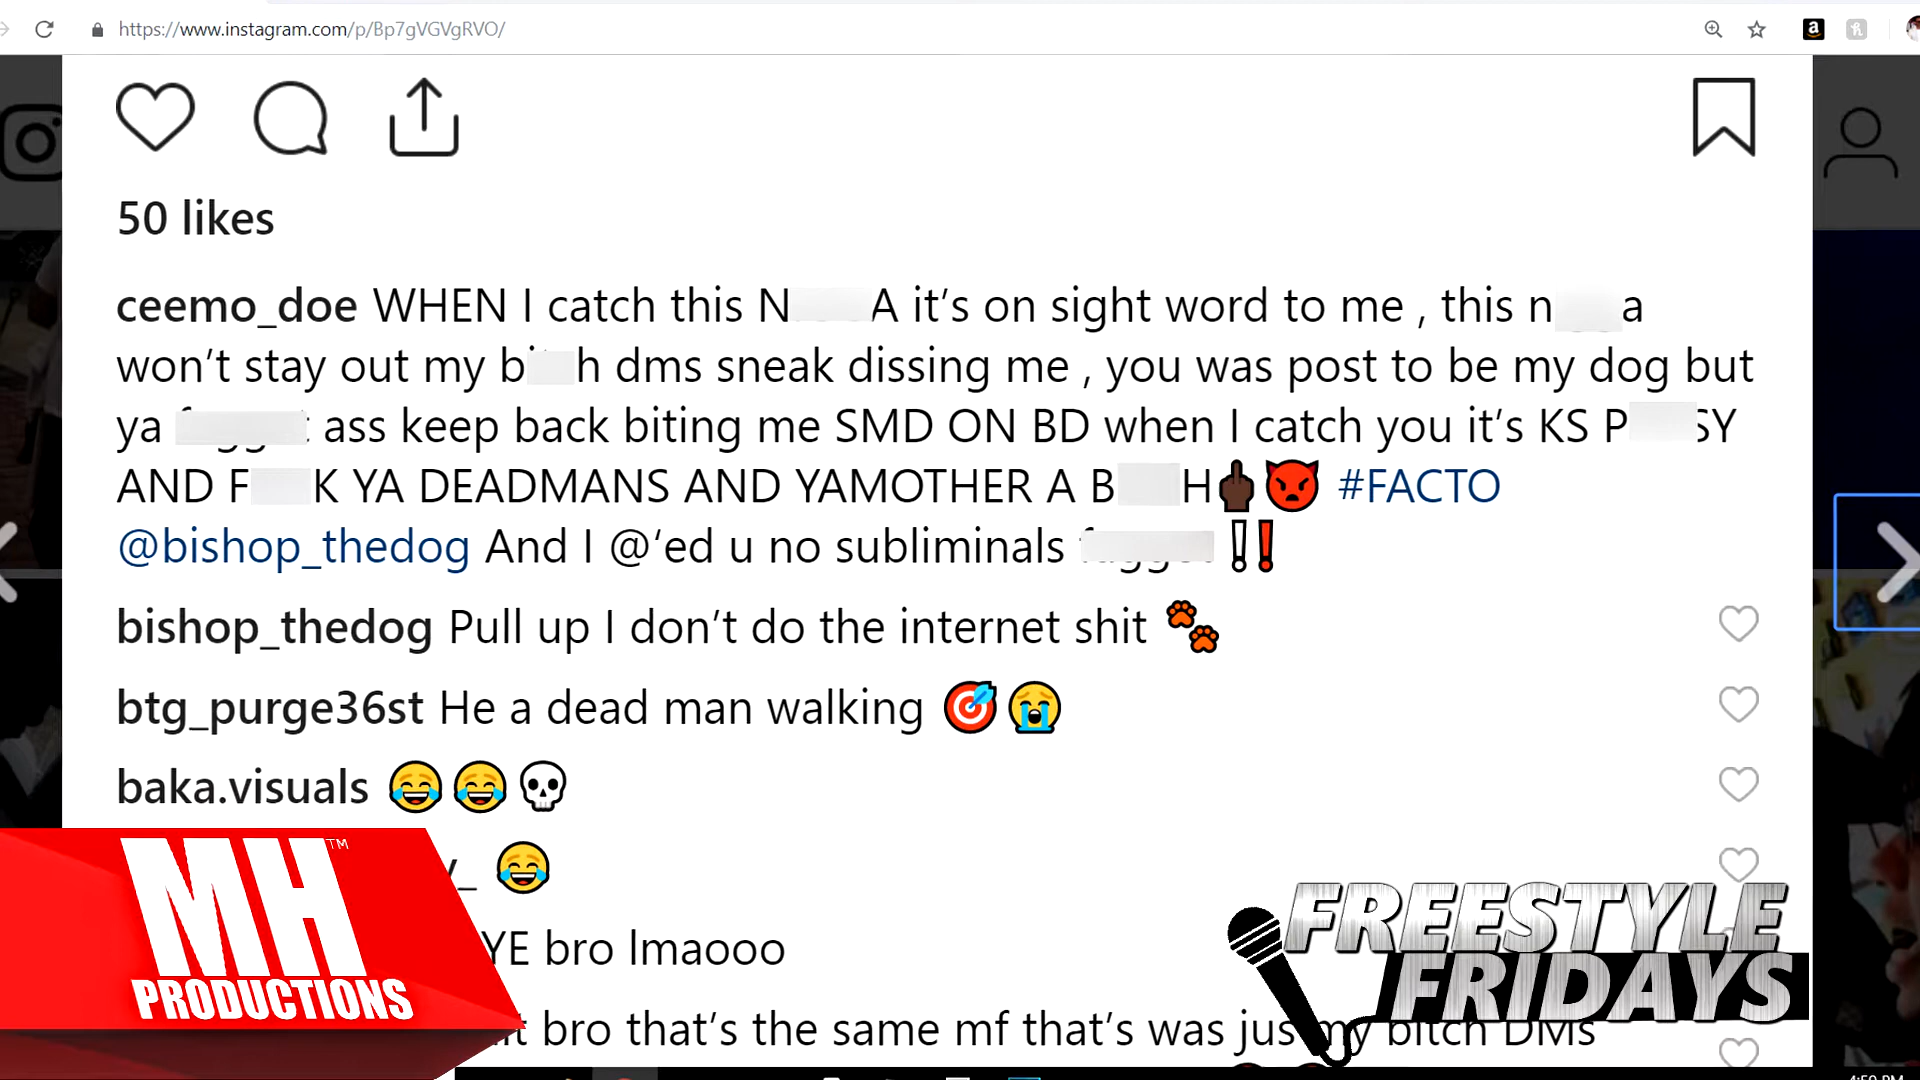 https://www.instagram.com/p/Bp7gVGVgRVO/
50 likes
ceemo_doe WHEN I catch this N A it’s on sight word to me , this n a
won’t stay out my b h dms sneak dissing me , you was post to be my dog but
ya ass keep back biting me SMD ON BD when I catch you it’s KS P SY
AND F K YA DEADMANS AND YAMOTHER A B H🖕🏿👿 #FACTO
@bishop_thedog And I @‘ed u no subliminals ‼️
bishop_thedog Pull up I don’t do the internet shit 🐾
btg_purge36st He a dead man walking 🎯😭
baka.visuals 😂😂💀
_ 😂
YE bro lmaooo
bro that’s the same mf that’s was jus my bitch DMs
MH™
PRODUCTIONS
FREESTYLE
FRIDAYS